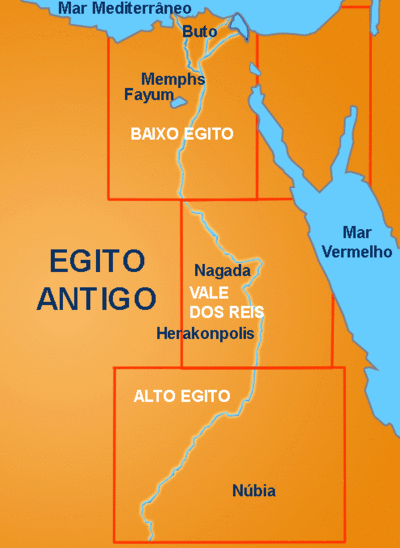 Mar Mediterrâneo
Buto
Memphs
Fayum
BAIXO EGITO
EGITO
ANTIGO
Mar
Vermelho
Nagada
VALE
DOS REIS
Herakonpolis
ALTO EGITO
Núbia